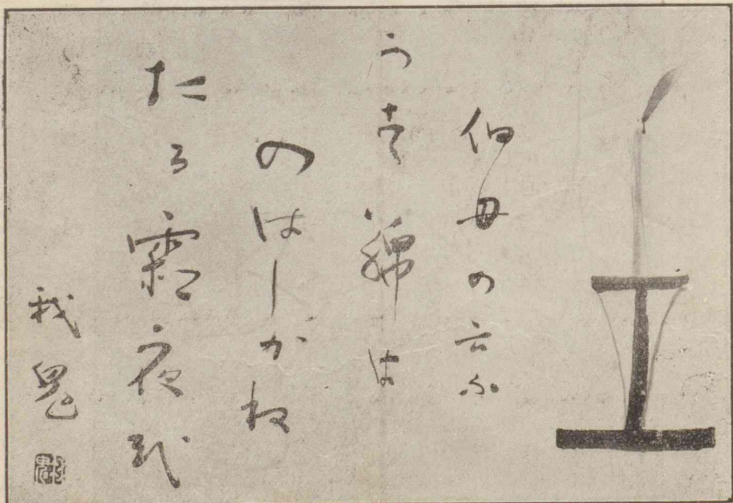 伯母の云ふ
うす綿は
のはしかね
たる霜夜哉
我鬼